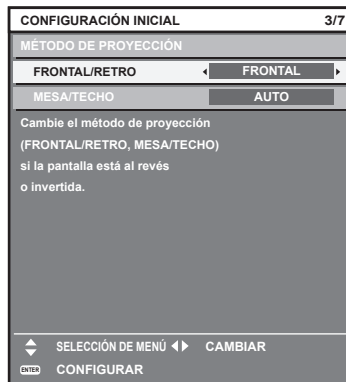 CONFIGURACIÓN INICIAL 3/7
MÉTODO DE PROYECCIÓN
FRONTAL/RETRO FRONTAL
MESA/TECHO AUTO
Cambie el método de proyección
(FRONTAL/RETRO, MESA/TECHO)
si la pantalla está al revés
o invertida.
SELECCIÓN DE MENÚ CAMBIAR
ENTER CONFIGURAR